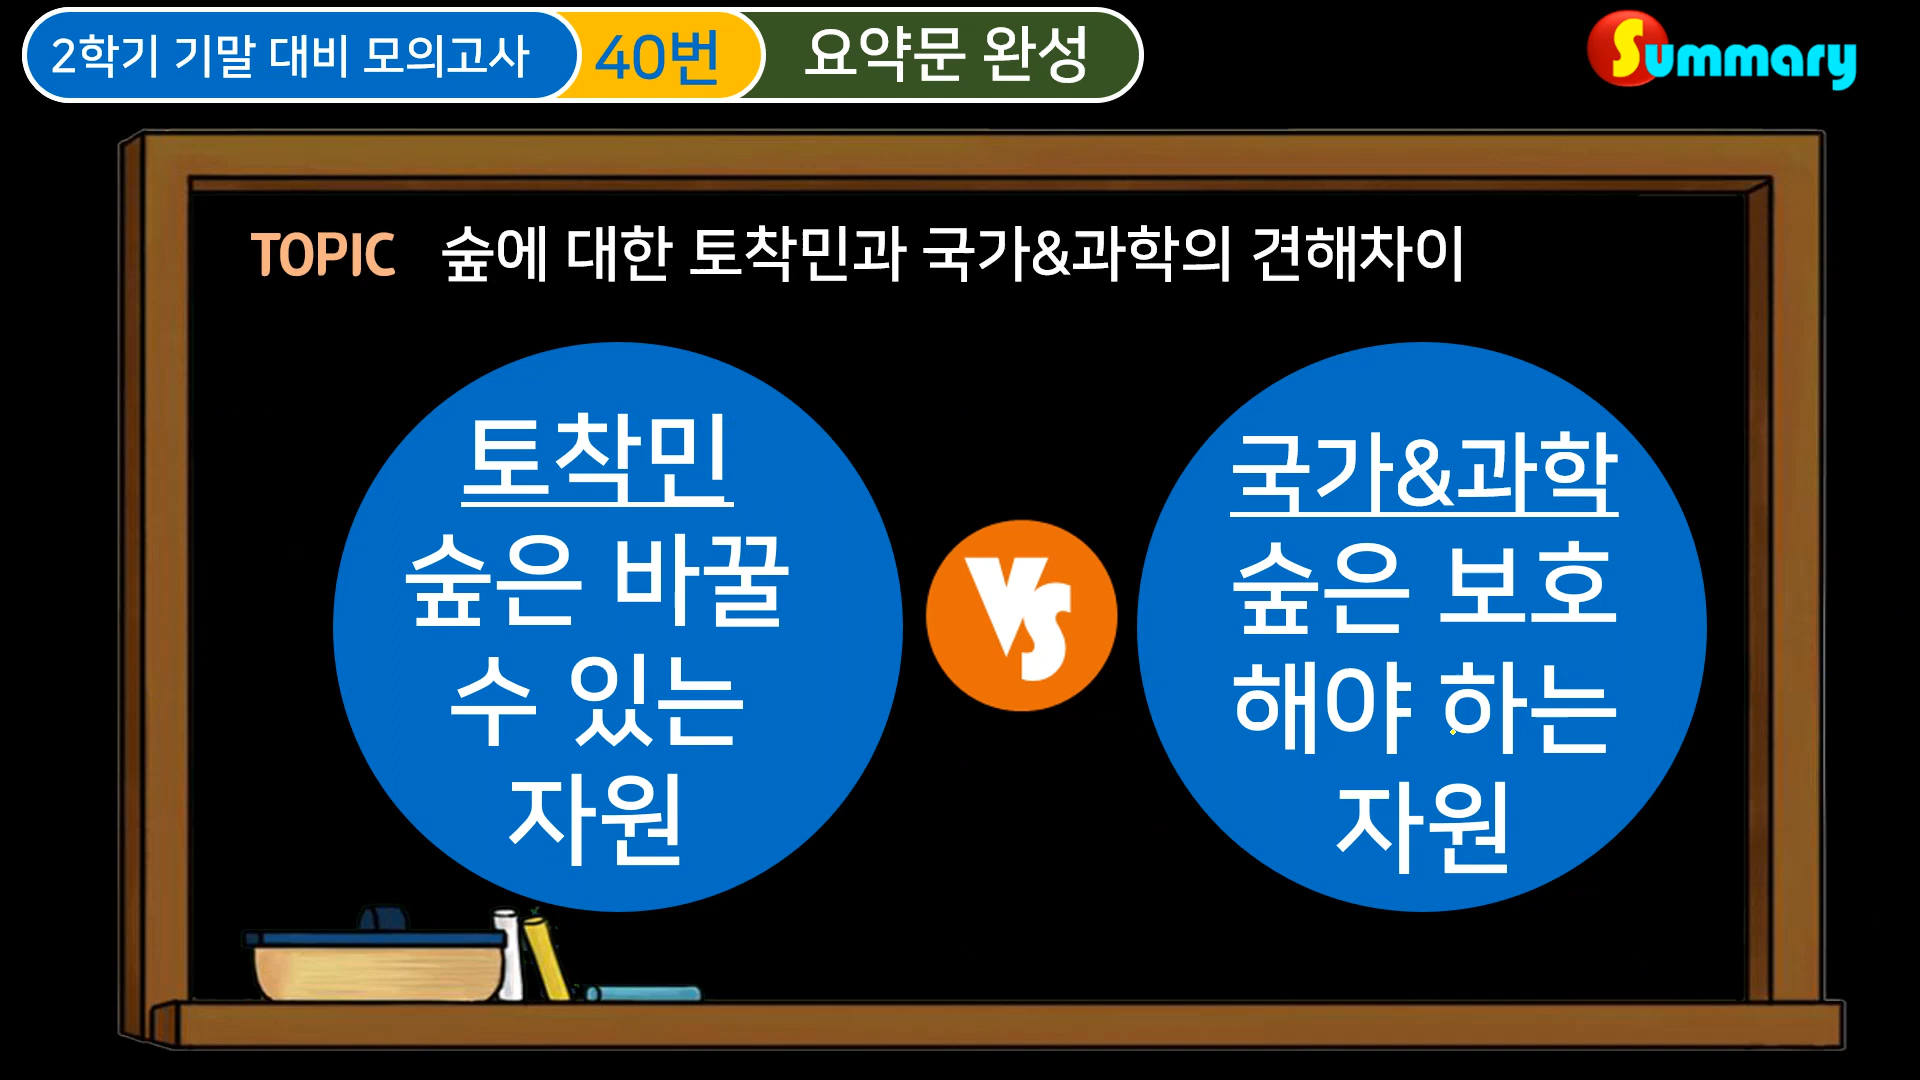 2학기 기말 대비 모의고사 40번 요약문 완성
Summary
TOPIC 숲에 대한 토착민과 국가&과학의 견해차이
토착민
숲은 바꿀
수 있는
자원
VS
국가&과학
숲은 보호
해야 하는
자원